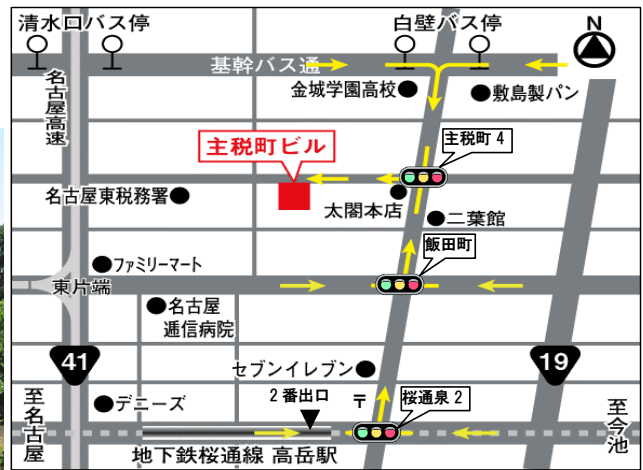 清水口バス停
白壁バス停
N
基幹バス通
名古屋高速
金城学園高校
敷島製パン
主税町ビル
主税町 4
名古屋東税務署
太閤本店
二葉館
飯田町
ファミリーマート
東片端
名古屋
逓信病院
セブンイレブン
41
19
2 番出口
〒
桜通泉 2
デニーズ
至名古屋
至今池
地下鉄桜通線 高岳駅